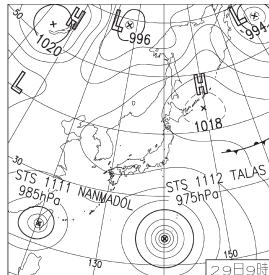 50
H
1020
L
996
L
994
L
H
1018
30
STS 1111 NANMADOL
985hPa
STS 1112 TALAS
975hPa
130
150
29日9時